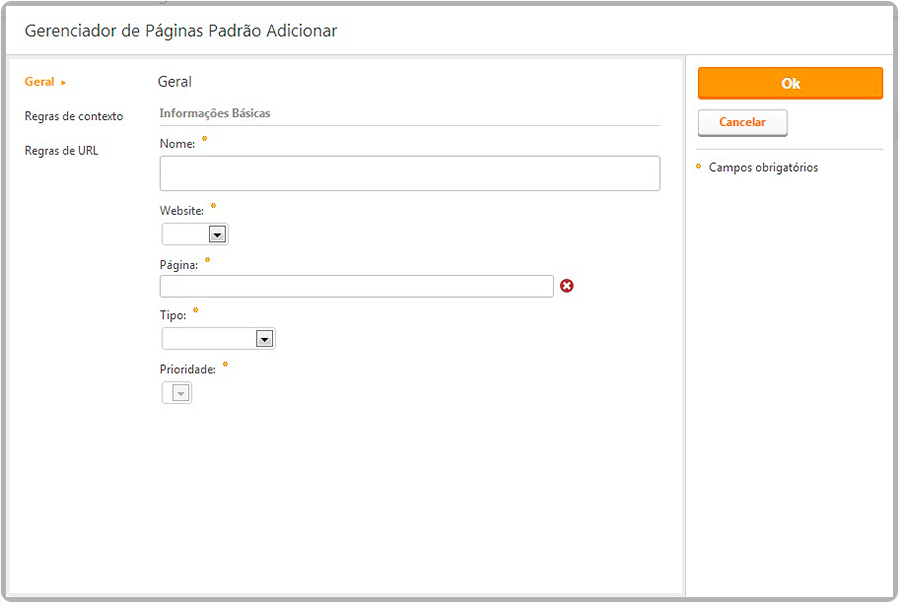 Gerenciador de Páginas Padrão Adicionar
Geral
Regras de contexto
Regras de URL
Geral
Informações Básicas
Nome: *
Website: *
Página: *
Tipo: *
Prioridade: *
Ok
Cancelar
* Campos obrigatórios